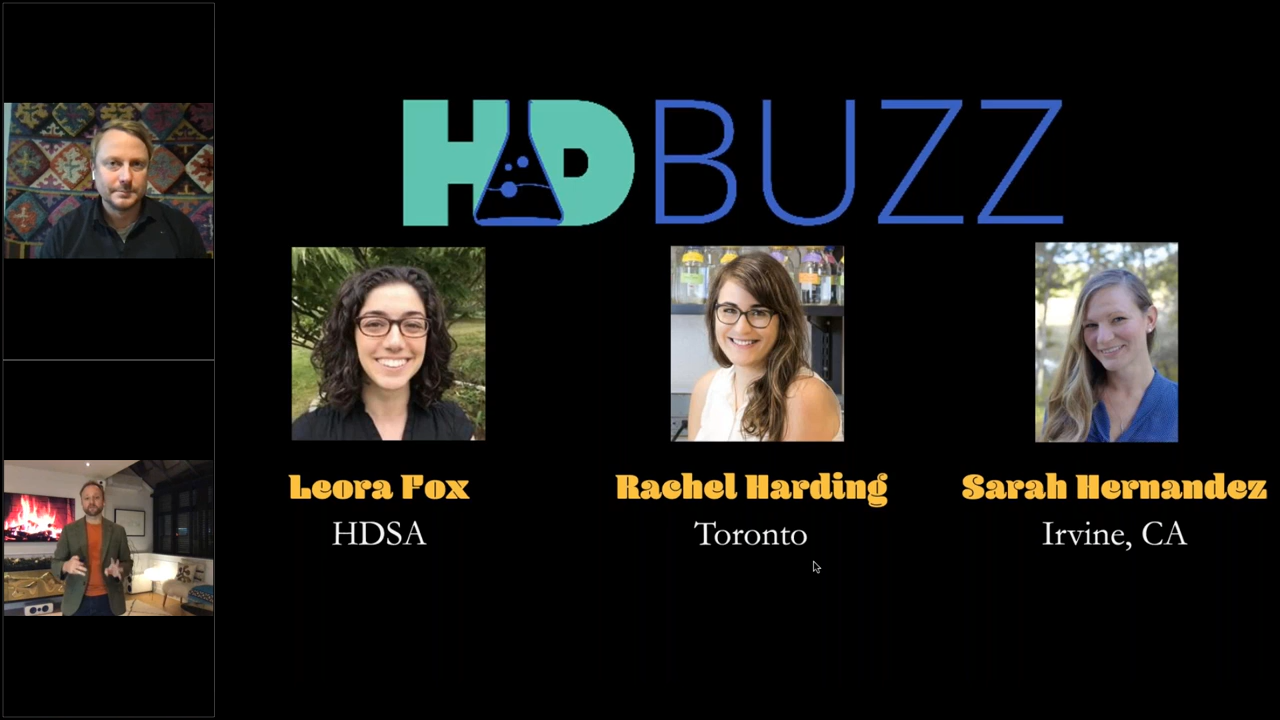 HDBUZZ
Leora Fox
HDSA
Rachel Harding
Toronto
Sarah Hernandez
Irvine, CA